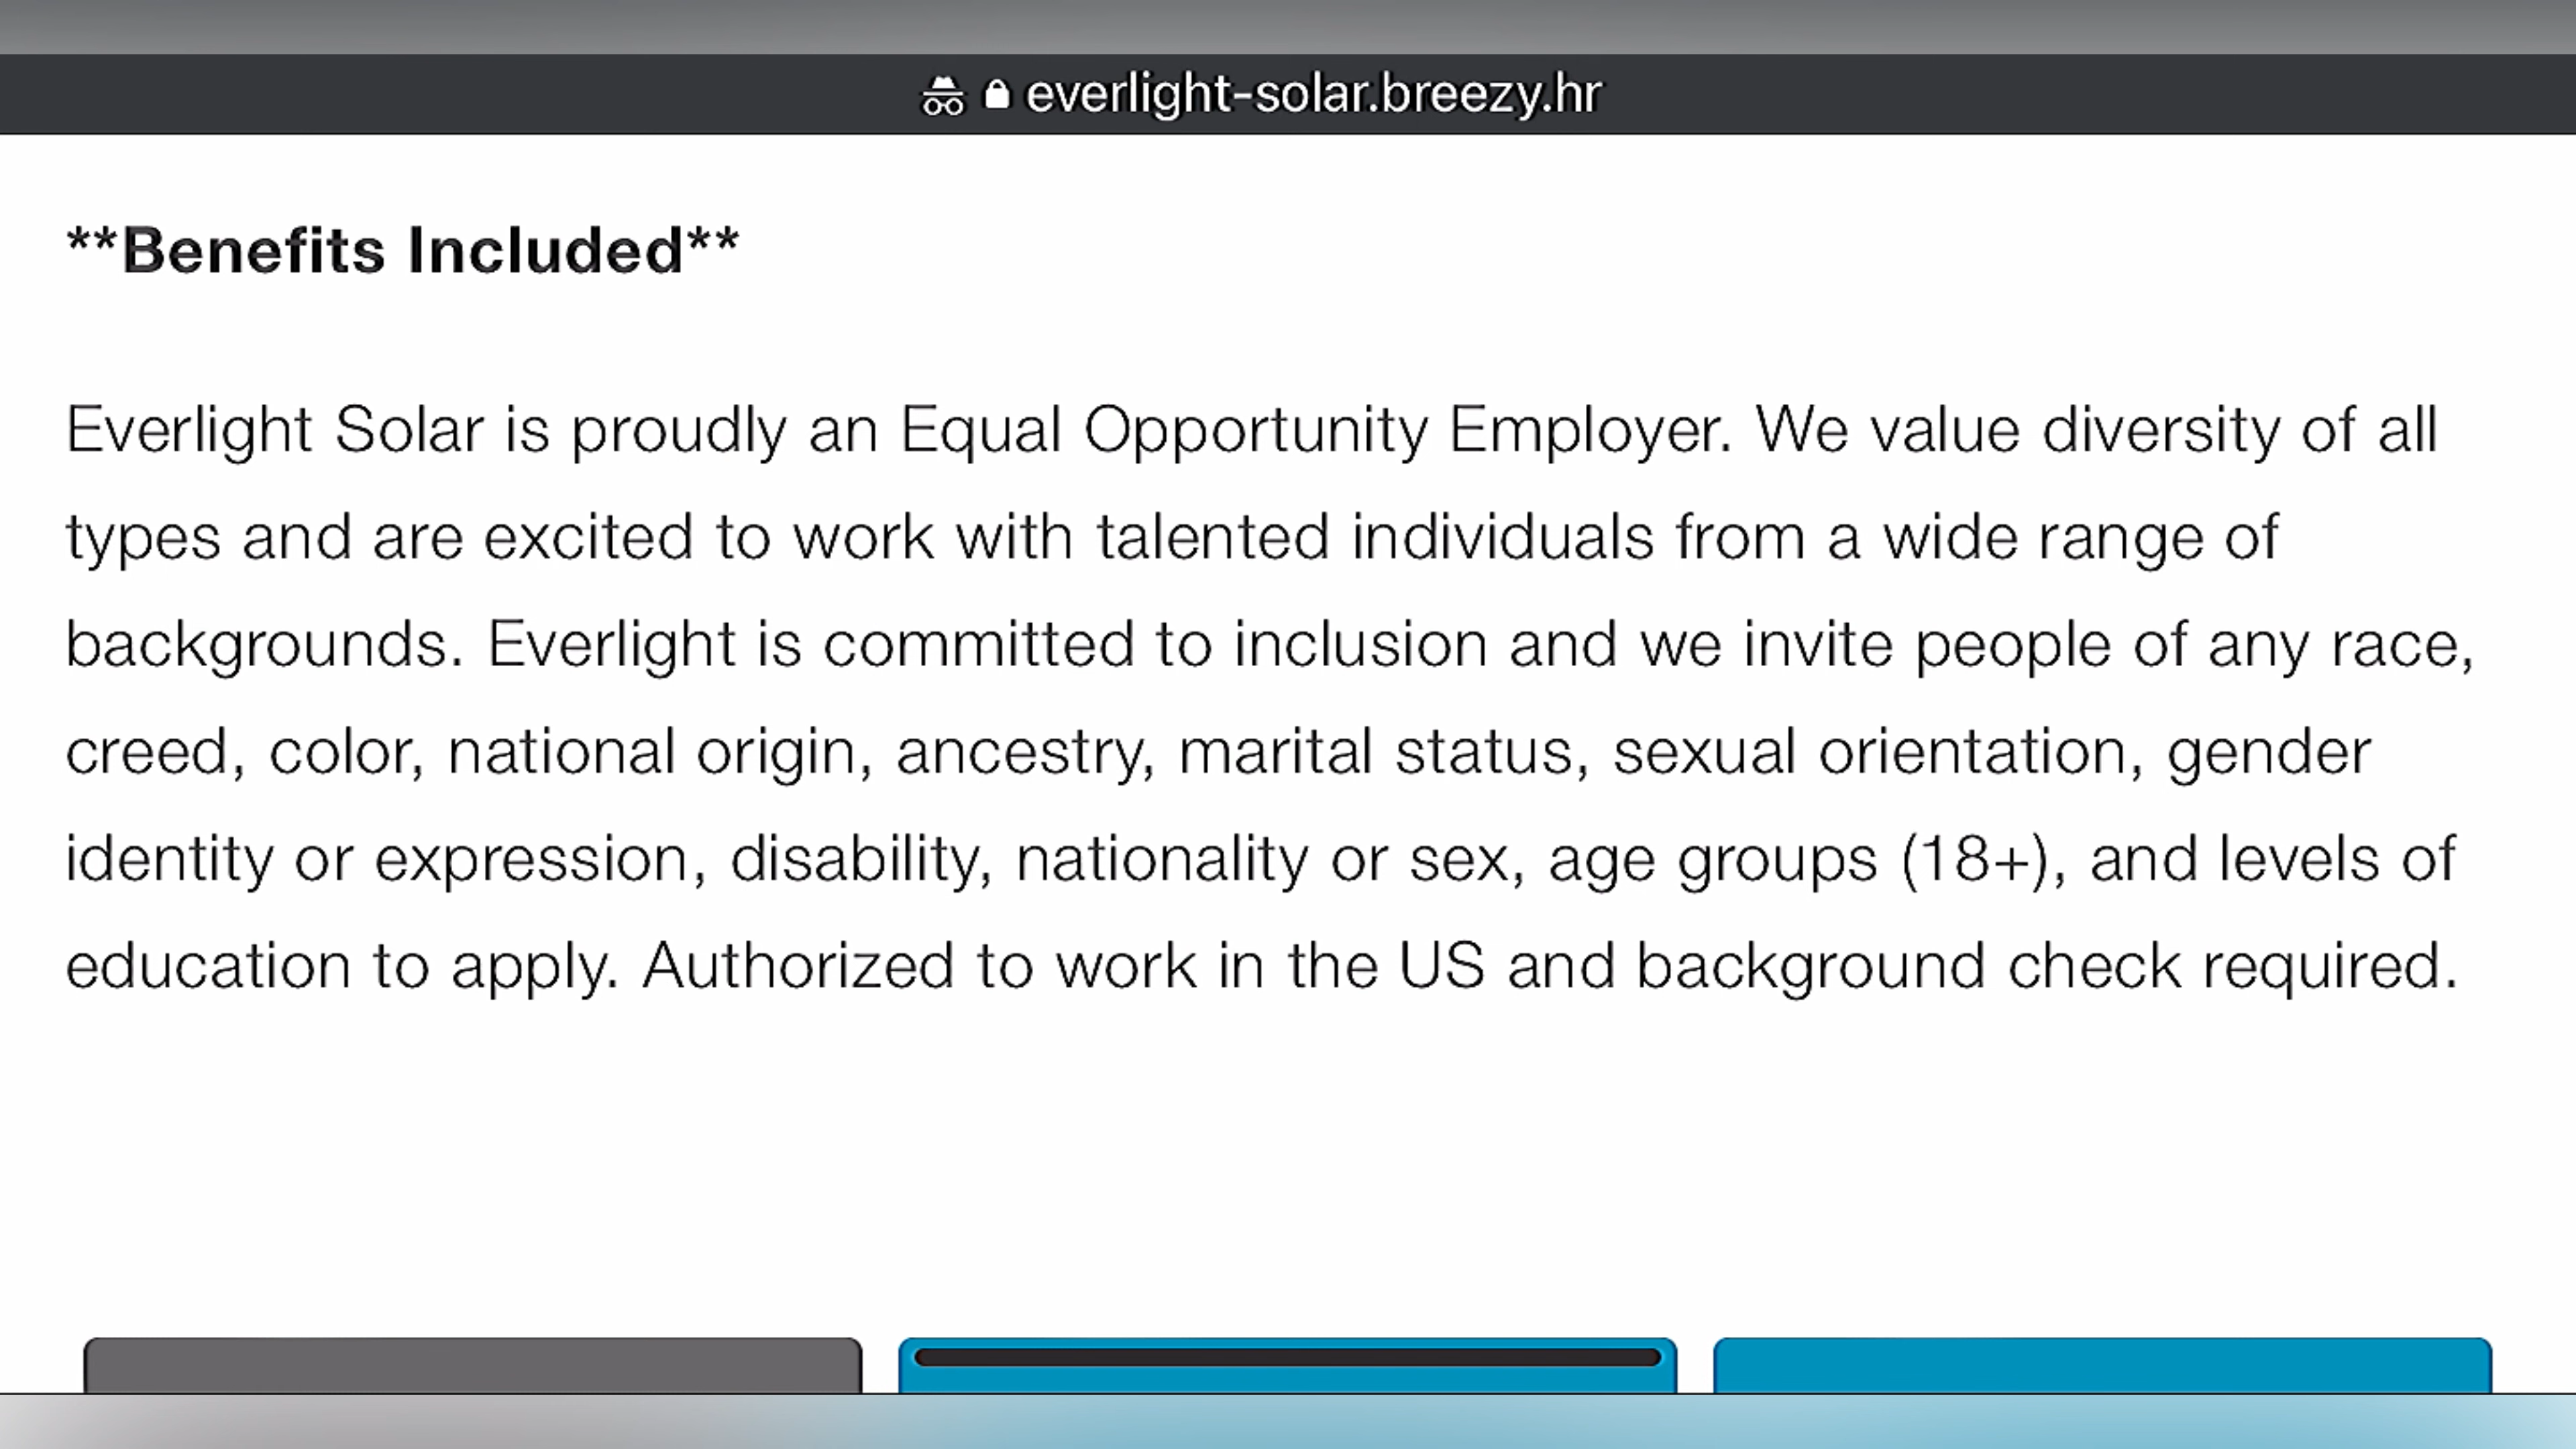 everlight-solar.breezy.hr
**Benefits Included**
Everlight Solar is proudly an Equal Opportunity Employer. We value diversity of all
types and are excited to work with talented individuals from a wide range of
backgrounds. Everlight is committed to inclusion and we invite people of any race,
creed, color, national origin, ancestry, marital status, sexual orientation, gender
identity or expression, disability, nationality or sex, age groups (18+), and levels of
education to apply. Authorized to work in the US and background check required.